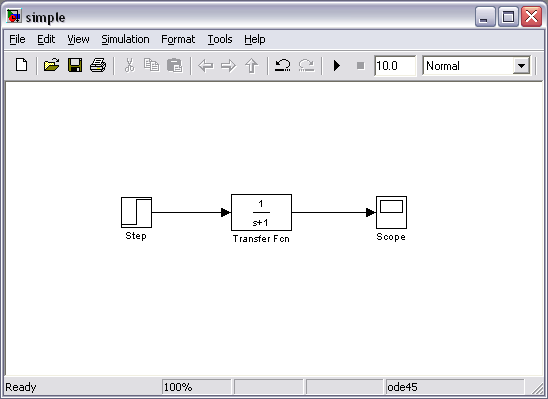 simple
File Edit View Simulation Format Tools Help
10.0 Normal
1
s+1
Step Transfer Fcn Scope
Ready 100% ode45